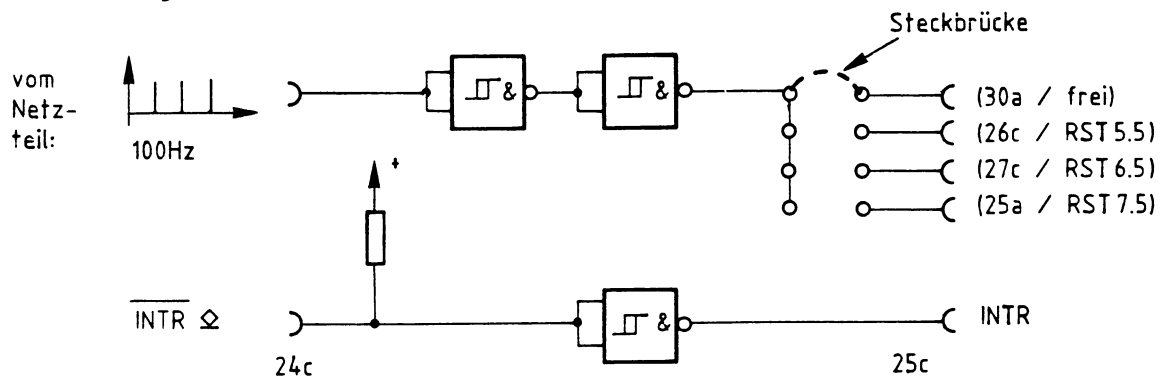 Steckbrücke
vom
Netz-
teil:
100Hz
&
&
(30a / frei)
(26c / RST 5.5)
(27c / RST 6.5)
(25a / RST 7.5)
+
INTR
&
INTR
24c
25c